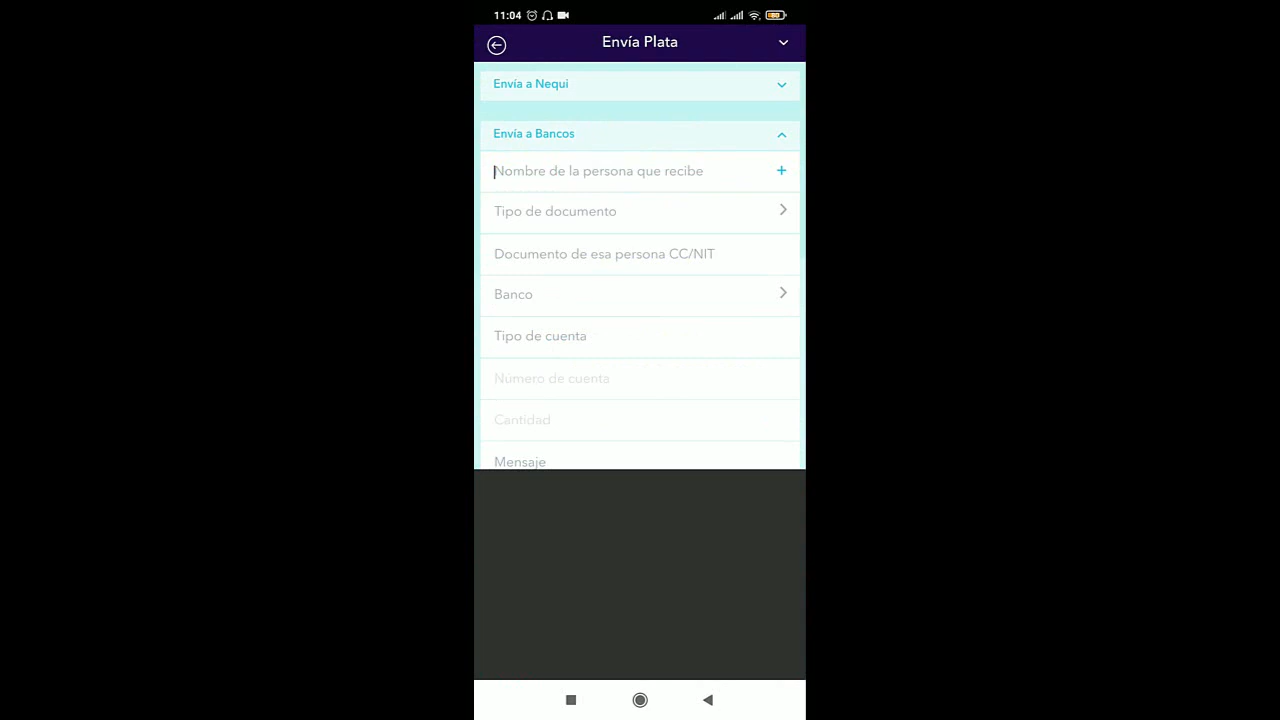 11:04
80
Envía Plata
Envía a Nequi
Envía a Bancos
Nombre de la persona que recibe
Tipo de documento
Documento de esa persona CC/NIT
Banco
Tipo de cuenta
Número de cuenta
Cantidad
Mensaje